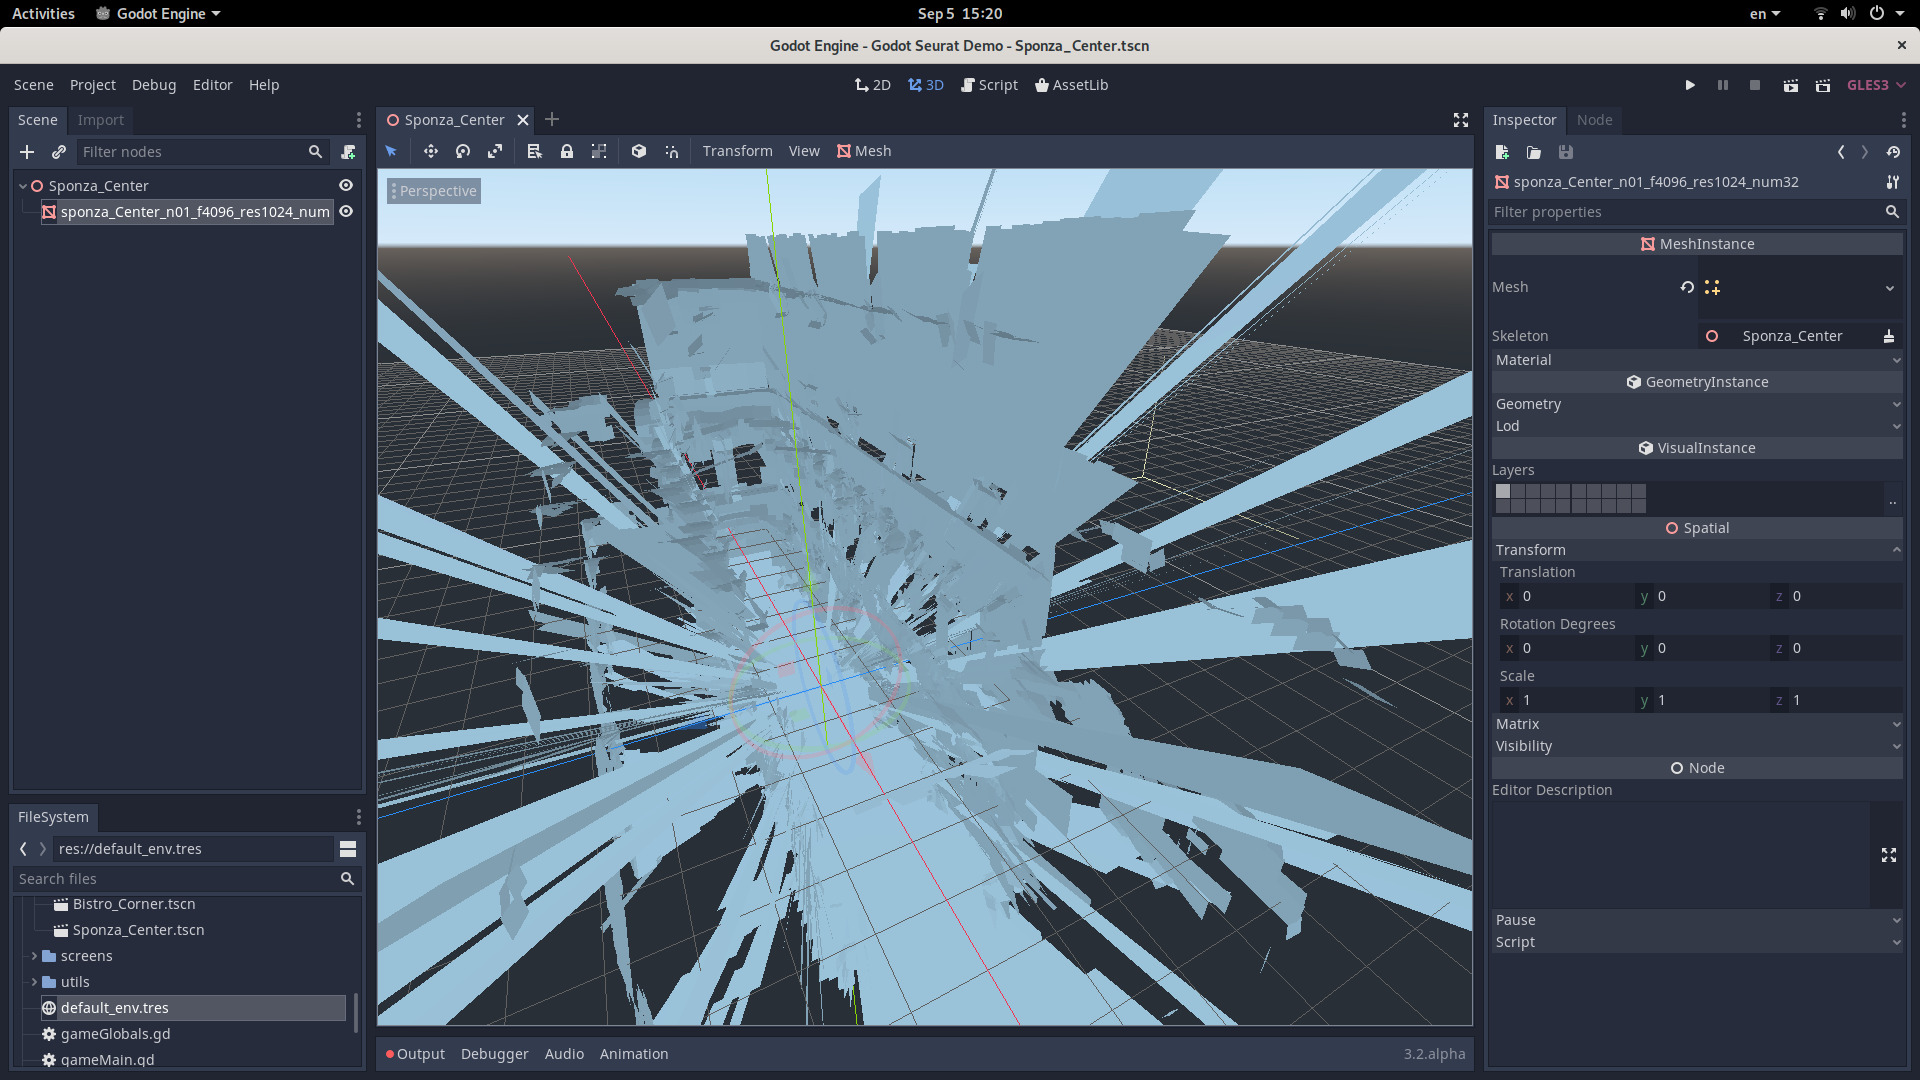 Activities Godot Engine Sep 5 15:20 en
Godot Engine - Godot Seurat Demo - Sponza_Center.tscn
Scene Project Debug Editor Help 2D 3D Script AssetLib GLES3
Scene Import
Filter nodes
Sponza_Center
sponza_Center_n01_f4096_res1024_num
FileSystem
res://default_env.tres
Search files
Bistro_Corner.tscn
Sponza_Center.tscn
screens
utils
default_env.tres
gameGlobals.gd
gameMain.gd
Sponza_Center
Transform View Mesh
Perspective
Output Debugger Audio Animation 3.2.alpha
Inspector Node
sponza_Center_n01_f4096_res1024_num32
Filter properties
MeshInstance
Mesh
Skeleton Sponza_Center
Material
GeometryInstance
Geometry
Lod
VisualInstance
Layers
..
Spatial
Transform
Translation
x 0 y 0 z 0
Rotation Degrees
x 0 y 0 z 0
Scale
x 1 y 1 z 1
Matrix
Visibility
Node
Editor Description
Pause
Script